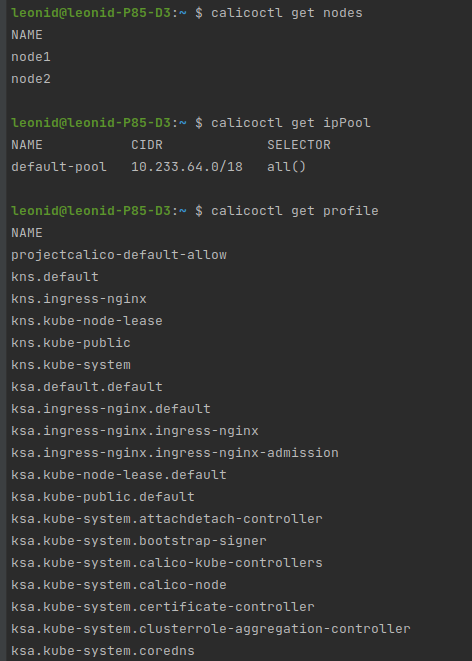 leonid@leonid-P85-D3:~ $ calicoctl get nodes
NAME
node1
node2
leonid@leonid-P85-D3:~ $ calicoctl get ipPool
NAME           CIDR             SELECTOR
default-pool   10.233.64.0/18   all()
leonid@leonid-P85-D3:~ $ calicoctl get profile
NAME
projectcalico-default-allow
kns.default
kns.ingress-nginx
kns.kube-node-lease
kns.kube-public
kns.kube-system
ksa.default.default
ksa.ingress-nginx.default
ksa.ingress-nginx.ingress-nginx
ksa.ingress-nginx.ingress-nginx-admission
ksa.kube-node-lease.default
ksa.kube-public.default
ksa.kube-system.attachdetach-controller
ksa.kube-system.bootstrap-signer
ksa.kube-system.calico-kube-controllers
ksa.kube-system.calico-node
ksa.kube-system.certificate-controller
ksa.kube-system.clusterrole-aggregation-controller
ksa.kube-system.coredns